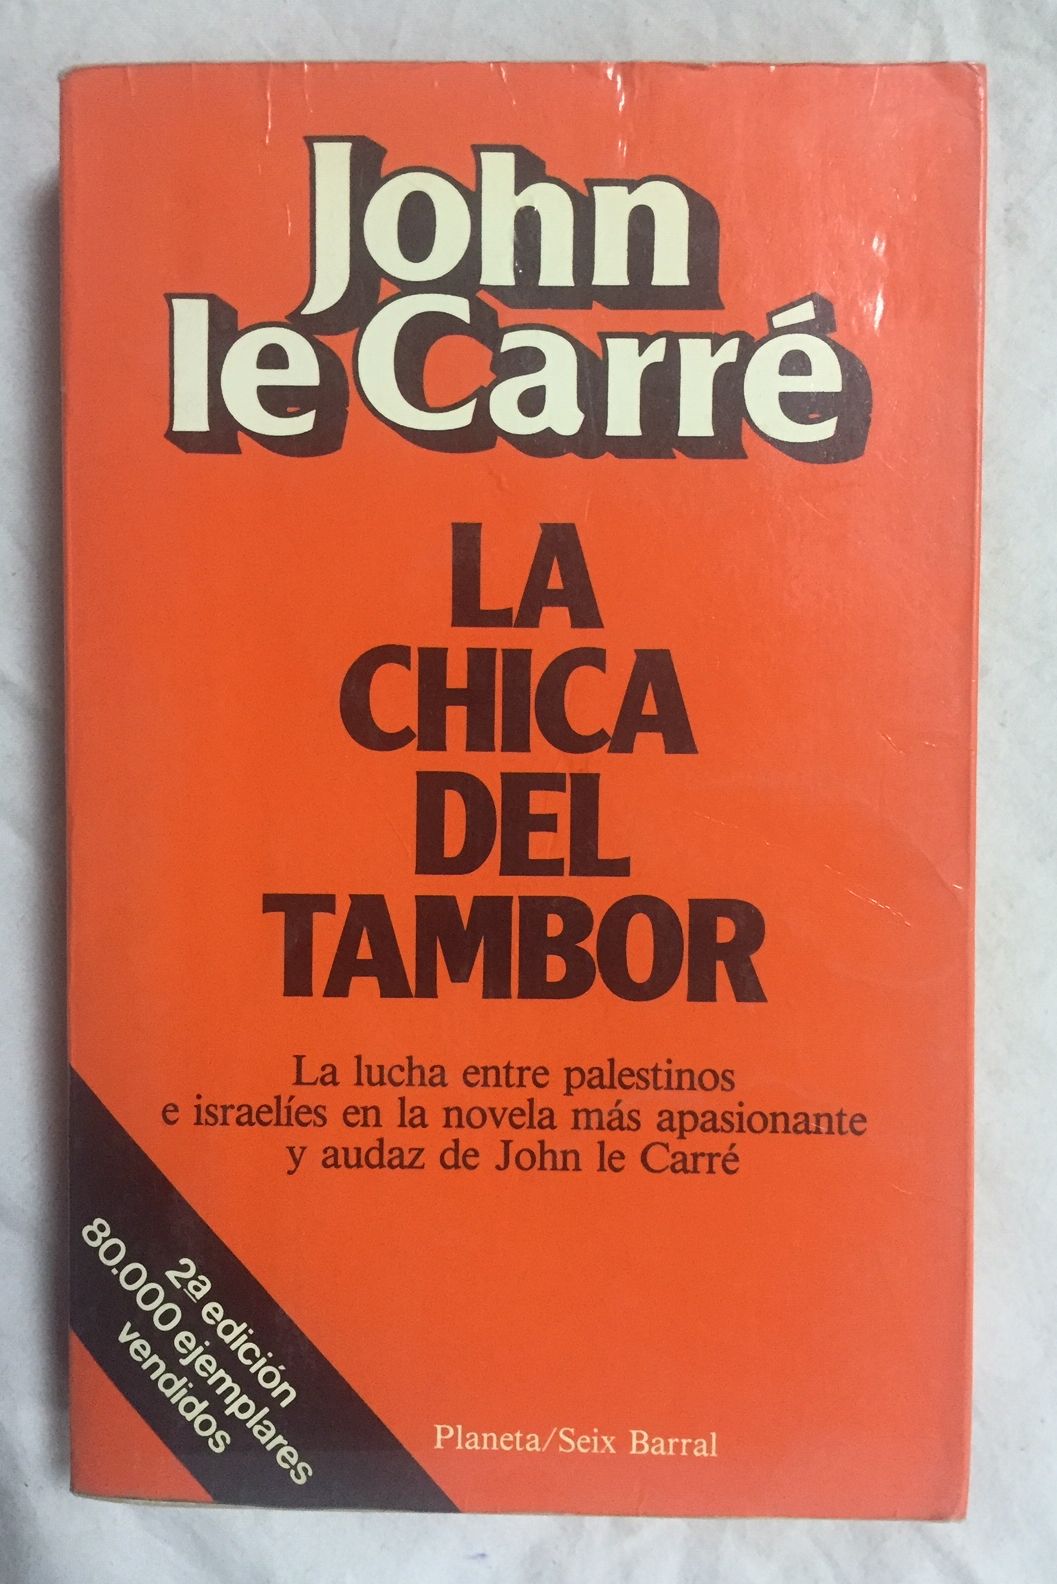 John
le Carré
LA
CHICA
DEL
TAMBOR
La lucha entre palestinos
e israelíes en la novela más apasionante
y audaz de John le Carré
2ª edición
80.000 ejemplares
vendidos
Planeta/Seix Barral